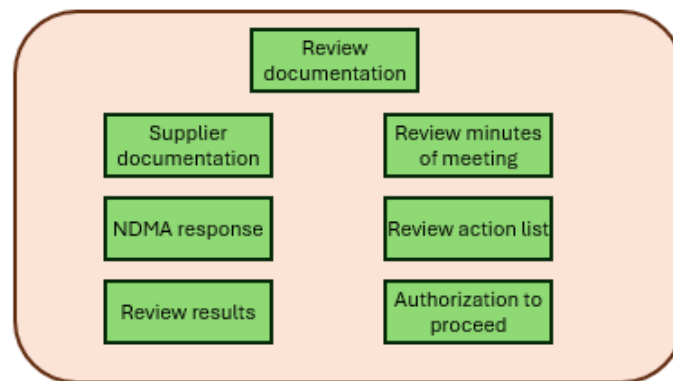 Review
documentation
Supplier
documentation
Review minutes
of meeting
NDMA response
Review action list
Review results
Authorization to
proceed